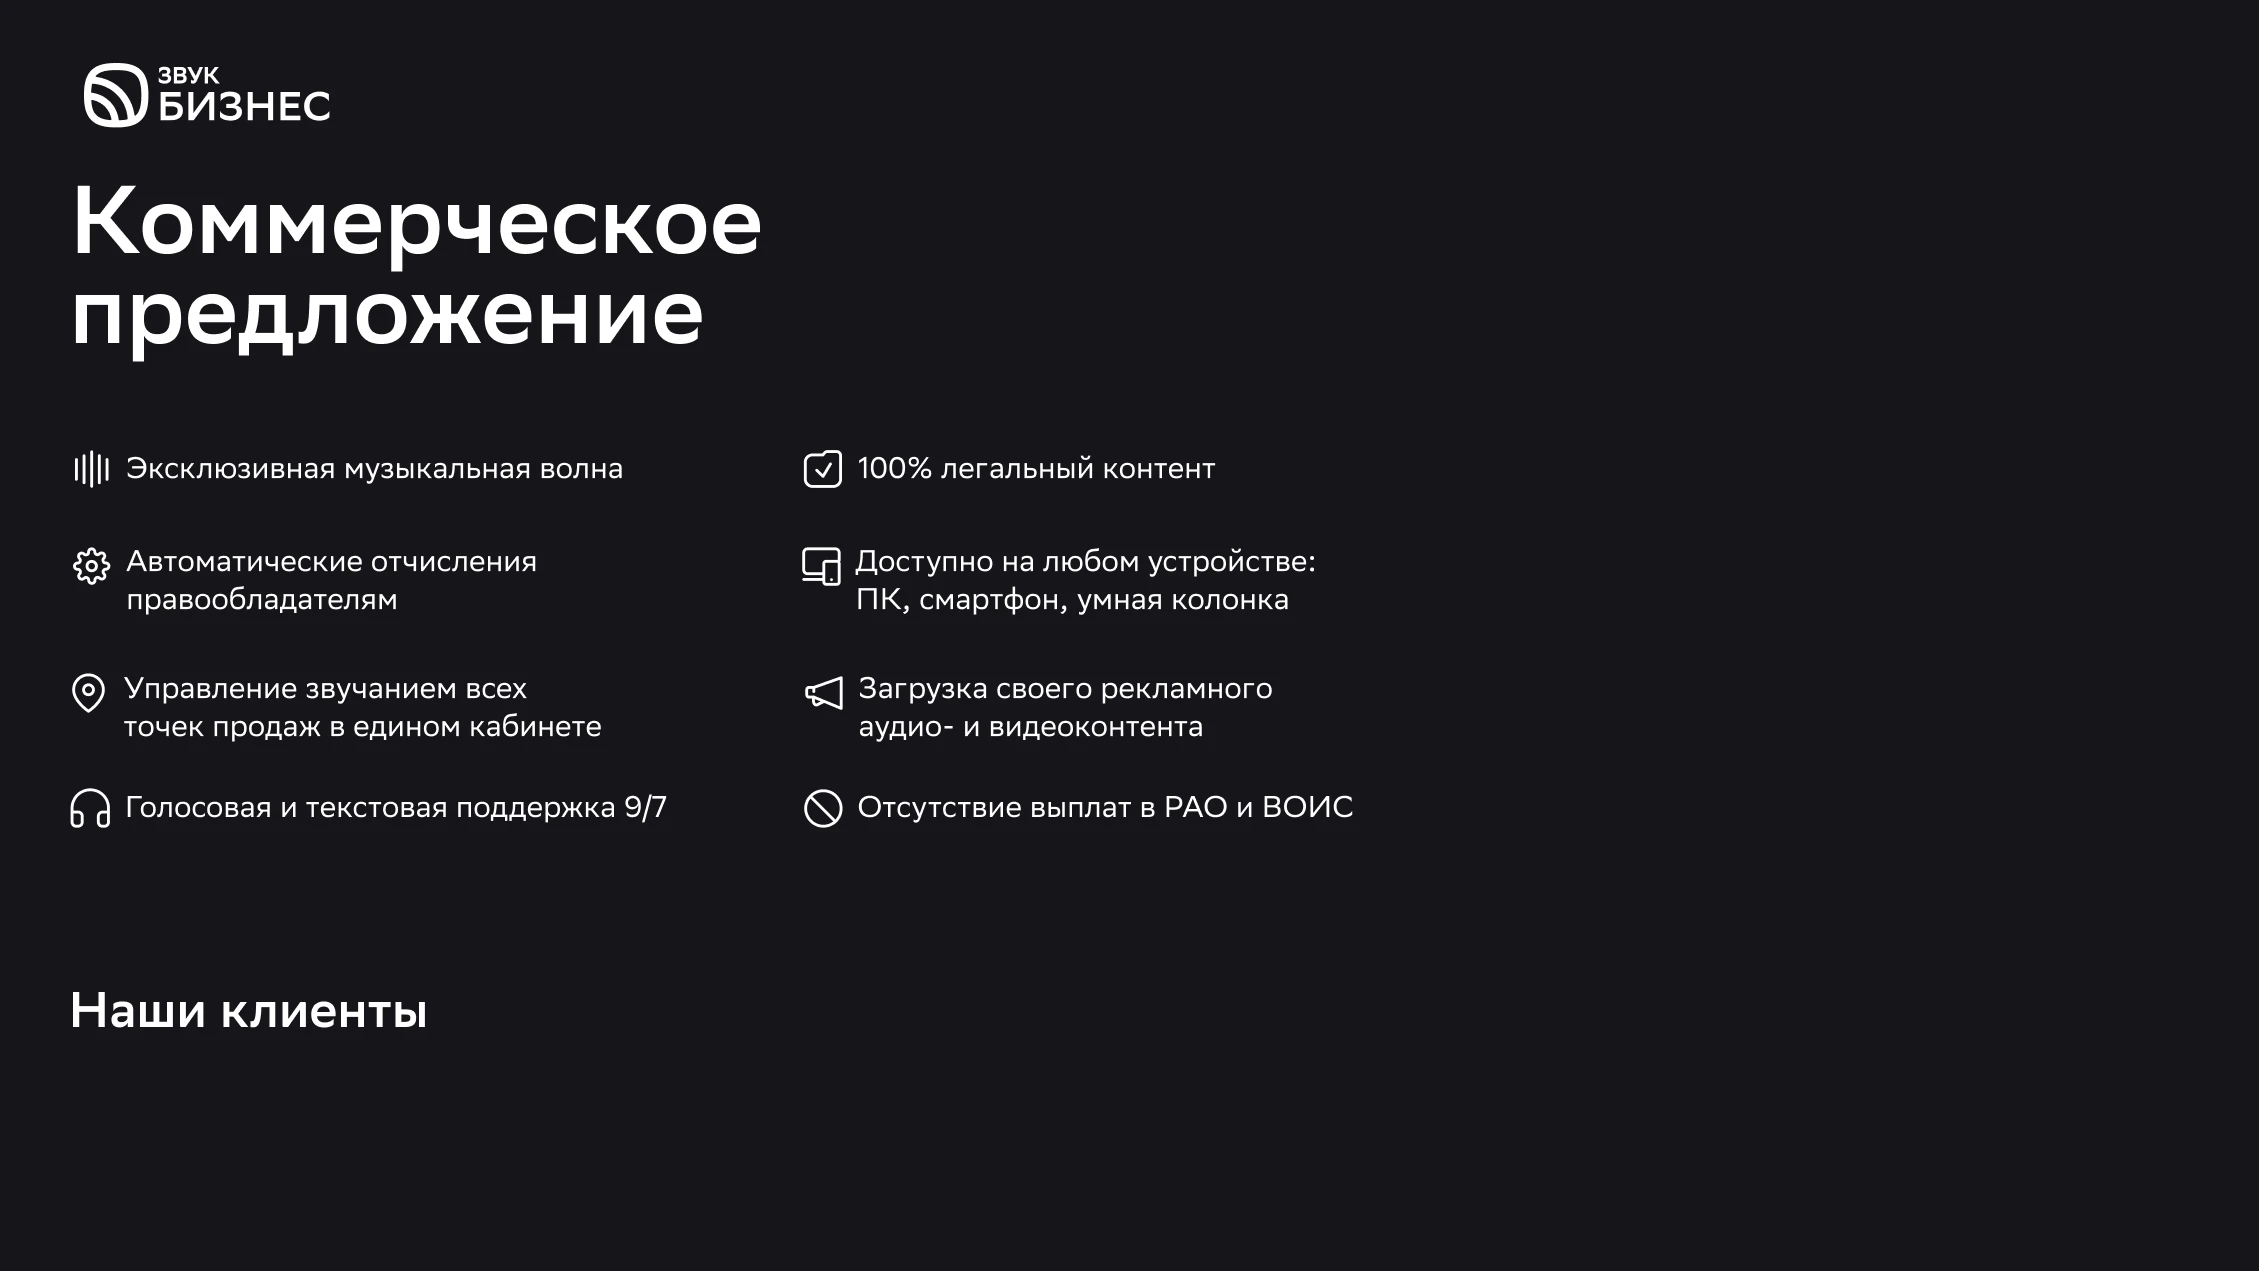 ЗВУК
БИЗНЕС
Коммерческое
предложение
Эксклюзивная музыкальная волна
100% легальный контент
Автоматические отчисления
правообладателям
Доступно на любом устройстве:
ПК, смартфон, умная колонка
Управление звучанием всех
точек продаж в едином кабинете
Загрузка своего рекламного
аудио- и видеоконтента
Голосовая и текстовая поддержка 9/7
Отсутствие выплат в РАО и ВОИС
Наши клиенты